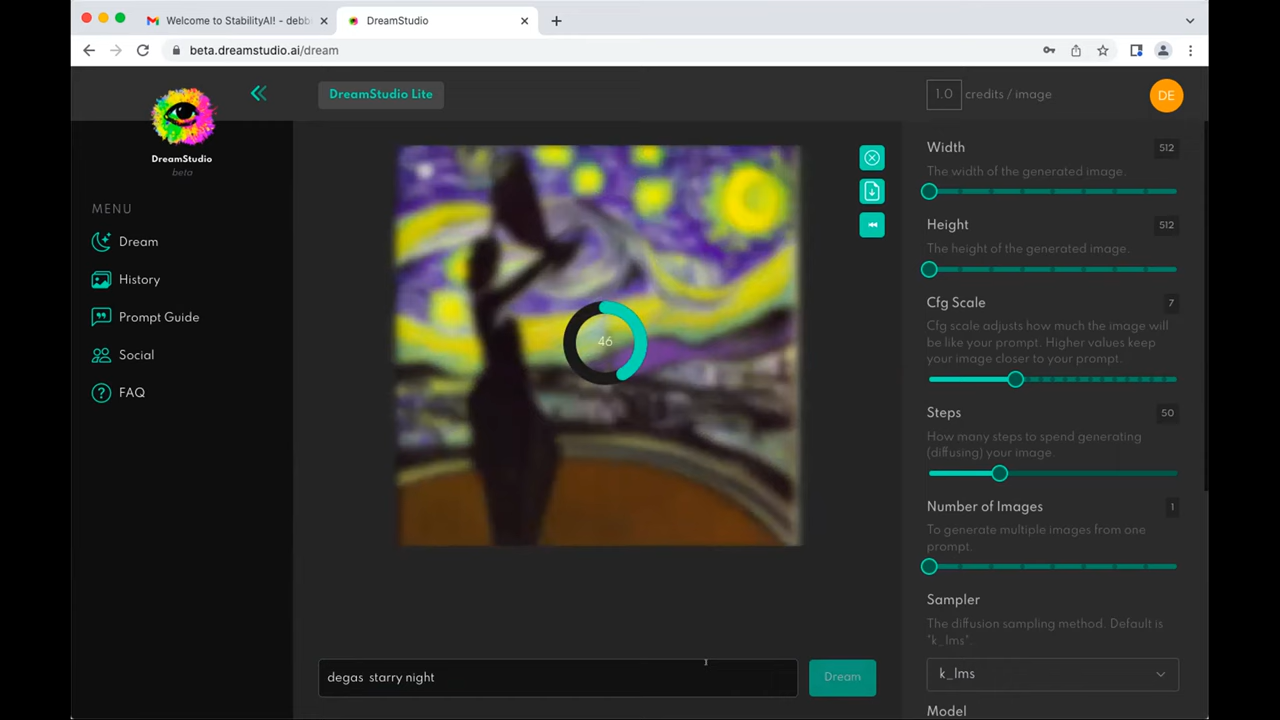 Welcome to StabilityAI! - debb
DreamStudio
beta.dreamstudio.ai/dream
DreamStudio
beta
MENU
Dream
History
Prompt Guide
Social
FAQ
DreamStudio Lite
1.0 credits / image
DE
46
degas starry night
Dream
Width 512
The width of the generated image.
Height 512
The height of the generated image.
Cfg Scale 7
Cfg scale adjusts how much the image will
be like your prompt. Higher values keep
your image closer to your prompt.
Steps 50
How many steps to spend generating
(diffusing) your image.
Number of Images 1
To generate multiple images from one
prompt.
Sampler
The diffusion sampling method. Default is
"k_lms".
k_lms
Model